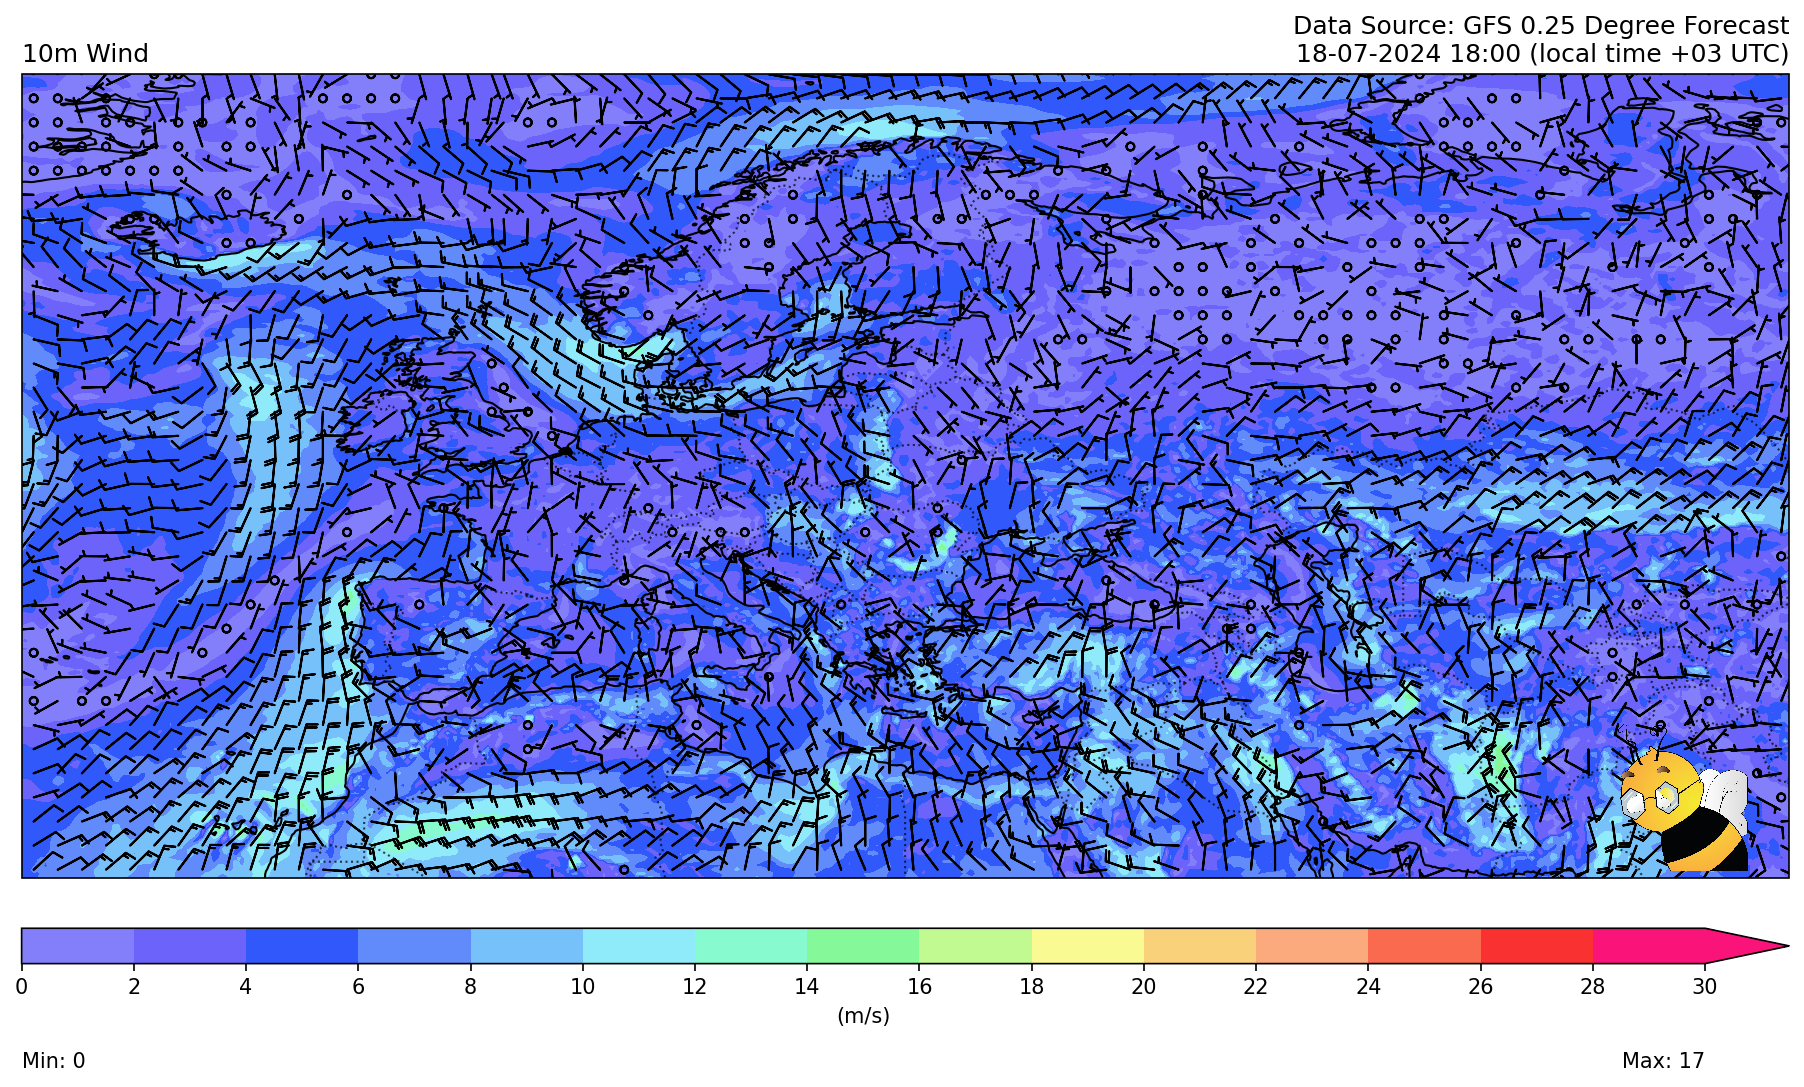 Data Source: GFS 0.25 Degree Forecast
10m Wind
18-07-2024 18:00 (local time +03 UTC)
0 2 4 6 8 10 12 14 16 18 20 22 24 26 28 30
(m/s)
Min: 0
Max: 17